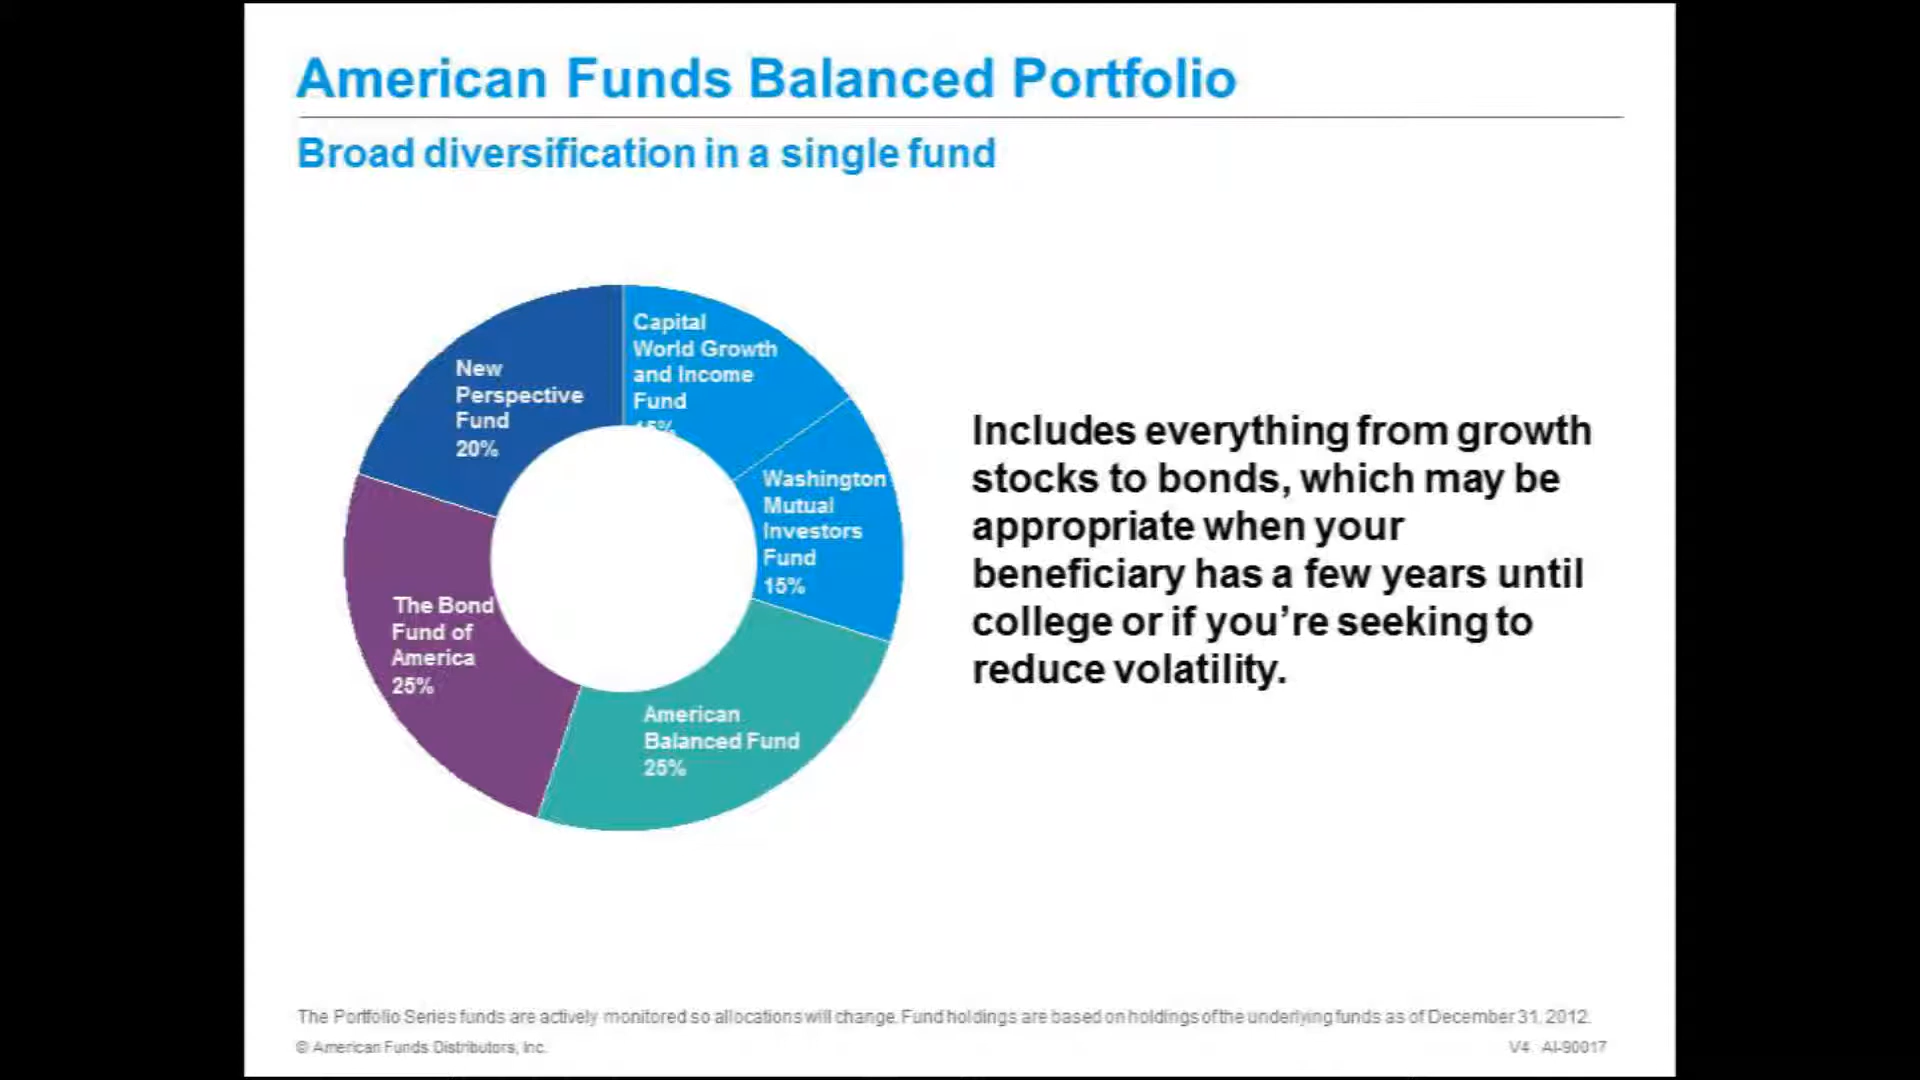 American Funds Balanced Portfolio
Broad diversification in a single fund
Capital
World Growth
and Income
Fund
15%
New
Perspective
Fund
20%
Washington
Mutual
Investors
Fund
15%
The Bond
Fund of
America
25%
American
Balanced Fund
25%
Includes everything from growth
stocks to bonds, which may be
appropriate when your
beneficiary has a few years until
college or if you’re seeking to
reduce volatility.
The Portfolio Series funds are actively monitored so allocations will change. Fund holdings are based on holdings of the underlying funds as of December 31, 2012.
© American Funds Distributors, Inc.
V4 AI-90017